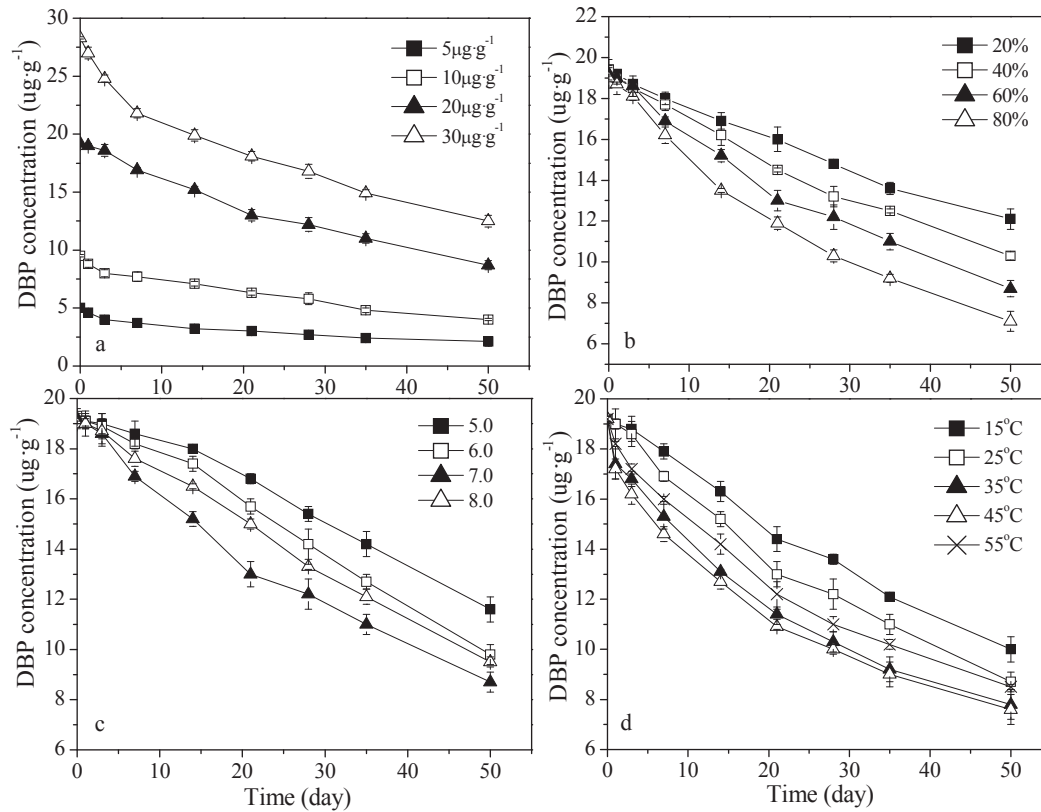 DBP concentration (ug·g-1)
30
25
20
15
10
5
0
5μg·g-1
10μg·g-1
20μg·g-1
30μg·g-1
a
0 10 20 30 40 50
DBP concentration (ug·g-1)
22
20
18
16
14
12
10
8
6
20%
40%
60%
80%
b
0 10 20 30 40 50
DBP concentration (ug·g-1)
20
18
16
14
12
10
8
6
5.0
6.0
7.0
8.0
c
0 10 20 30 40 50
Time (day)
DBP concentration (ug·g-1)
20
18
16
14
12
10
8
6
15°C
25°C
35°C
45°C
55°C
d
0 10 20 30 40 50
Time (day)